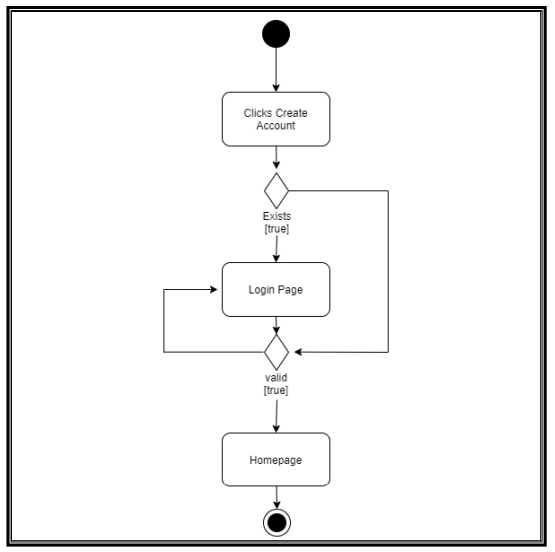 Clicks Create
Account
Exists
[true]
Login Page
valid
[true]
Homepage